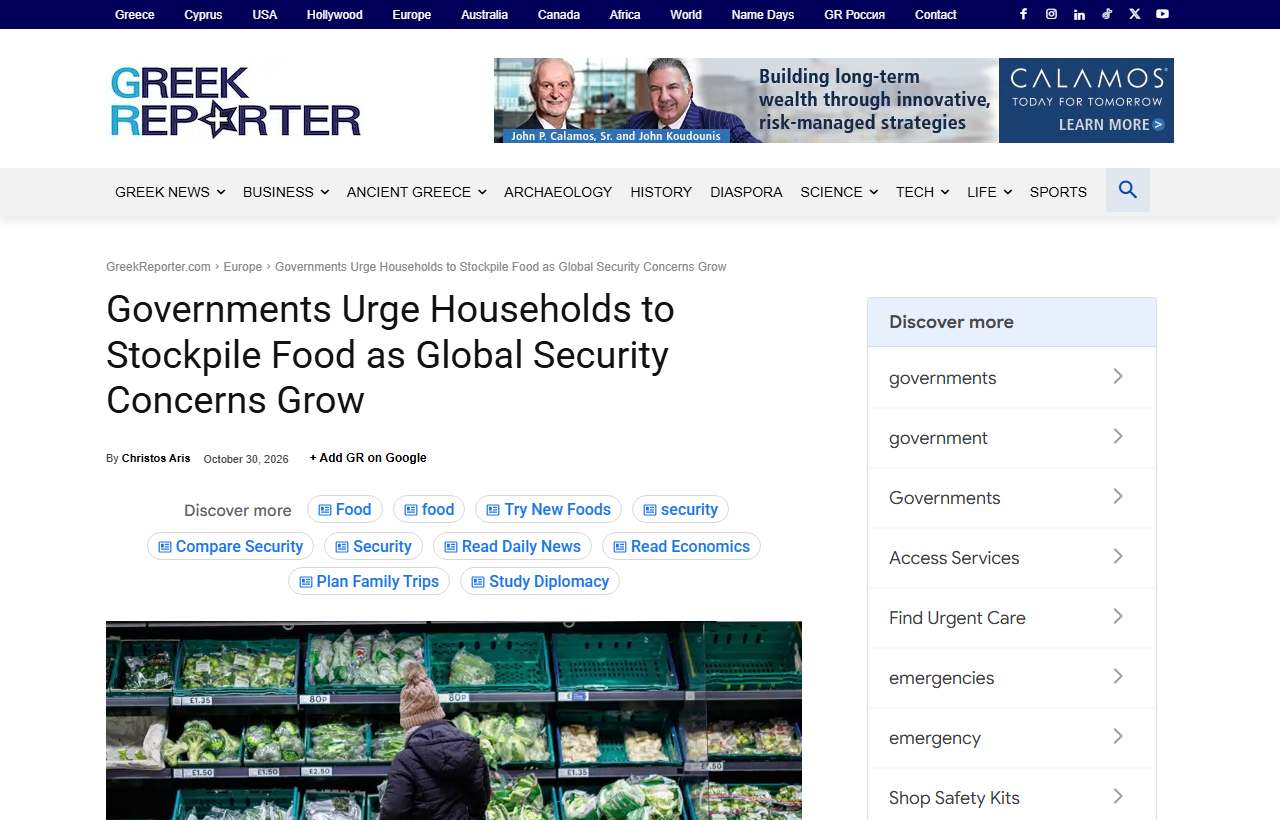 Greece Cyprus USA Hollywood Europe Australia Canada Africa World Name Days GR Россия Contact
GREEK
REPORTER
Building long-term
wealth through innovative,
risk-managed strategies
John P. Calamos, Sr. and John Koudounis
CALAMOS®
TODAY FOR TOMORROW
LEARN MORE >
GREEK NEWS BUSINESS ANCIENT GREECE ARCHAEOLOGY HISTORY DIASPORA SCIENCE TECH LIFE SPORTS
GreekReporter.com › Europe › Governments Urge Households to Stockpile Food as Global Security Concerns Grow
Governments Urge Households to
Stockpile Food as Global Security
Concerns Grow
By Christos Aris October 30, 2026 + Add GR on Google
Discover more Food food Try New Foods security
Compare Security Security Read Daily News Read Economics
Plan Family Trips Study Diplomacy
£1.35 80p 80p
£1.50 £1.50 £2.50 £1.35 £1.50
Discover more
governments
government
Governments
Access Services
Find Urgent Care
emergencies
emergency
Shop Safety Kits